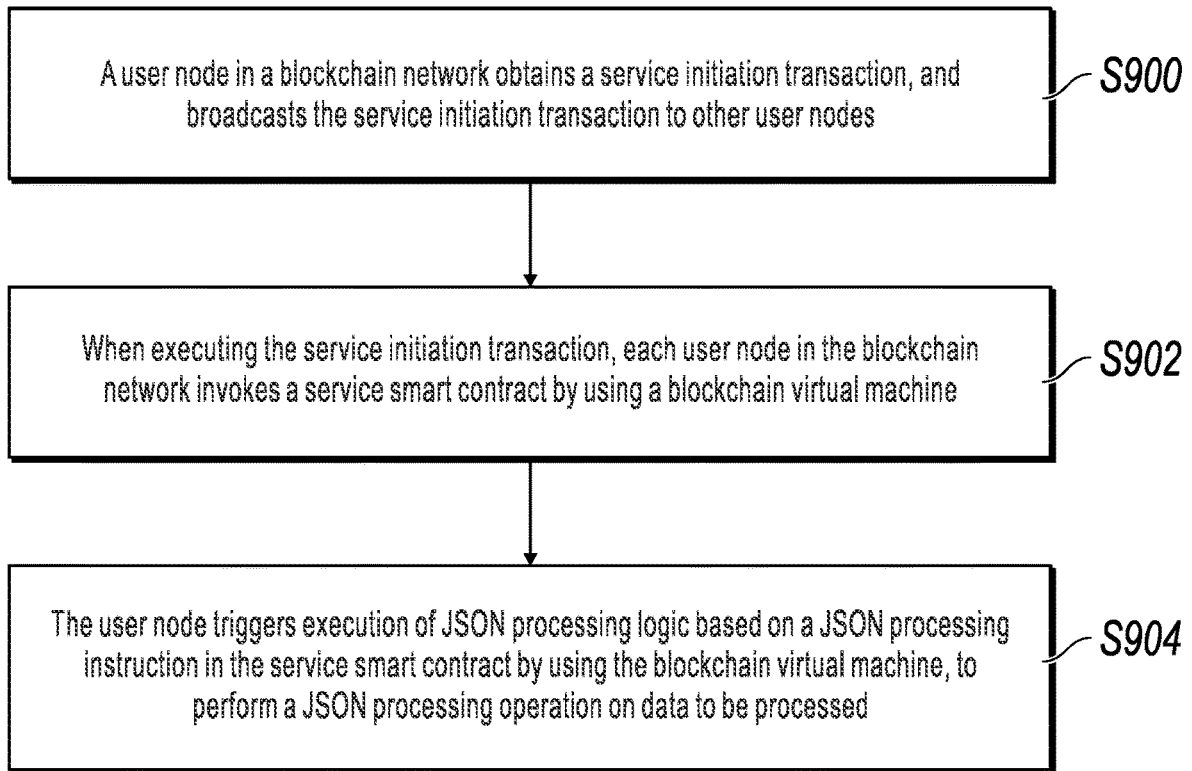 A user node in a blockchain network obtains a service initiation transaction, and
broadcasts the service initiation transaction to other user nodes
S900
When executing the service initiation transaction, each user node in the blockchain
network invokes a service smart contract by using a blockchain virtual machine
S902
The user node triggers execution of JSON processing logic based on a JSON processing
instruction in the service smart contract by using the blockchain virtual machine, to
perform a JSON processing operation on data to be processed
S904